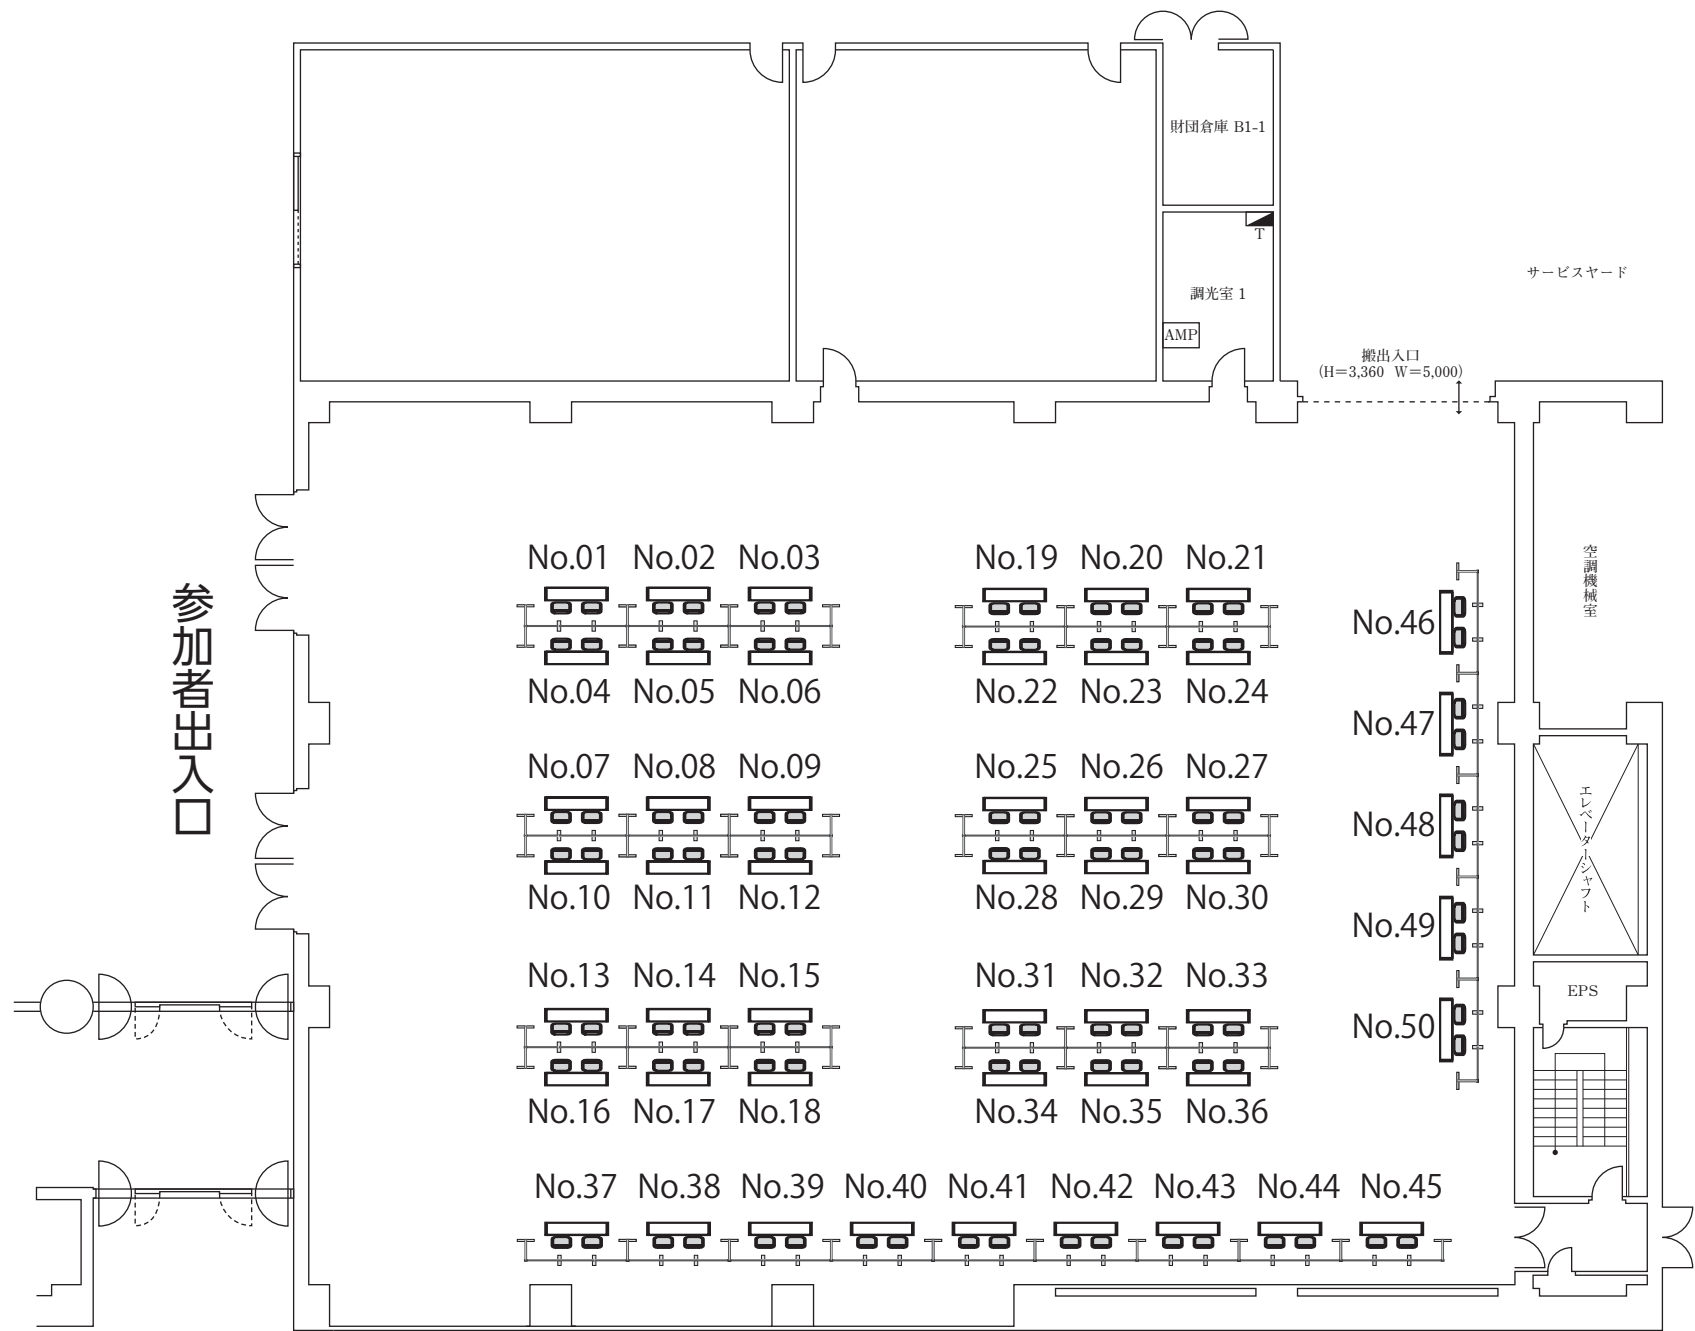 財団倉庫 B1-1
T
調光室 1
AMP
サービスヤード
搬出入口
(H=3,360 W=5,000)
参加者出入口
空調機械室
エレベーターシャフト
EPS
No.01 No.02 No.03
No.04 No.05 No.06
No.07 No.08 No.09
No.10 No.11 No.12
No.13 No.14 No.15
No.16 No.17 No.18
No.19 No.20 No.21
No.22 No.23 No.24
No.25 No.26 No.27
No.28 No.29 No.30
No.31 No.32 No.33
No.34 No.35 No.36
No.37 No.38 No.39 No.40 No.41 No.42 No.43 No.44 No.45
No.46
No.47
No.48
No.49
No.50